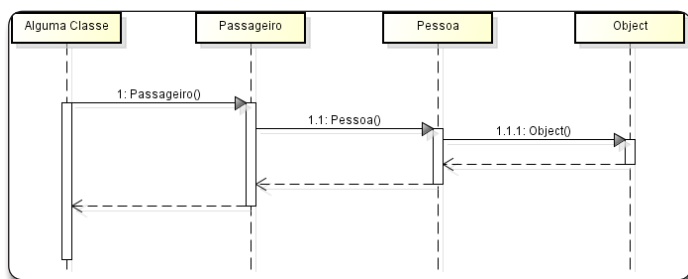 Alguma Classe
Passageiro
Pessoa
Object
1: Passageiro()
1.1: Pessoa()
1.1.1: Object()